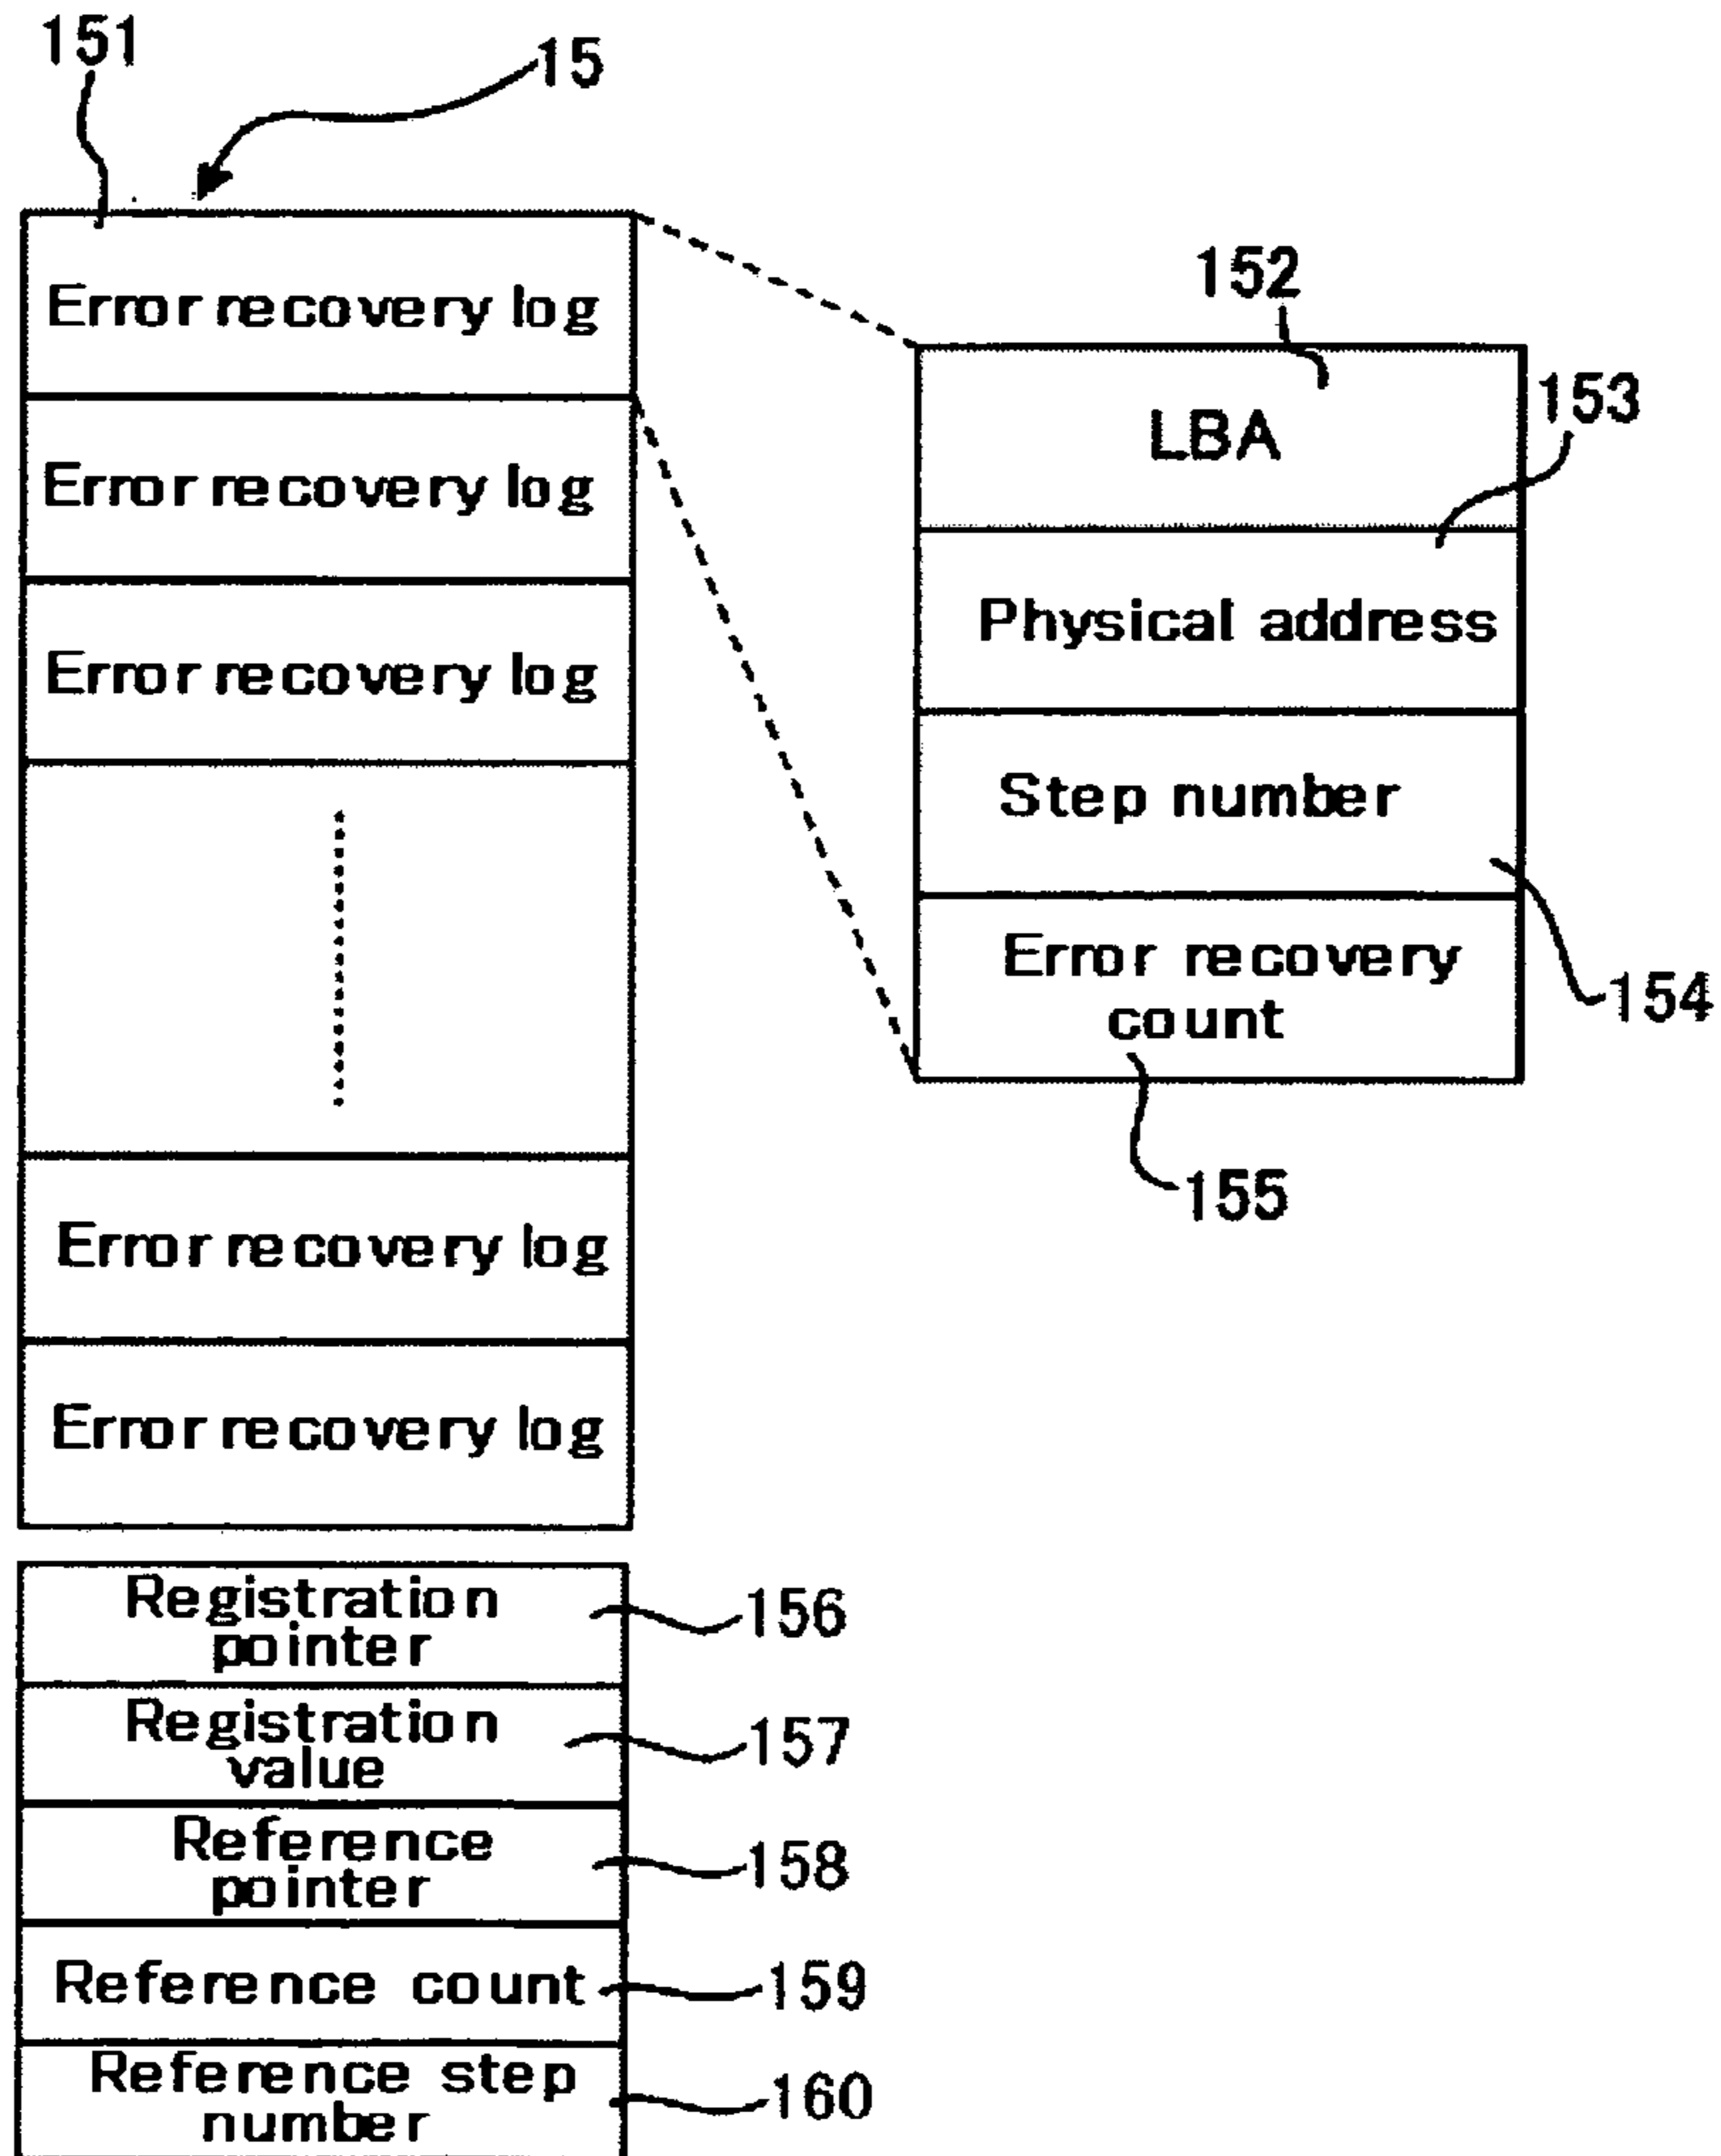 151
15
Error recovery log
Error recovery log
Error recovery log
Error recovery log
Error recovery log
152
LBA
153
Physical address
Step number
154
Error recovery
count
155
Registration
pointer
156
Registration
value
157
Reference
pointer
158
Reference count
159
Reference step
number
160